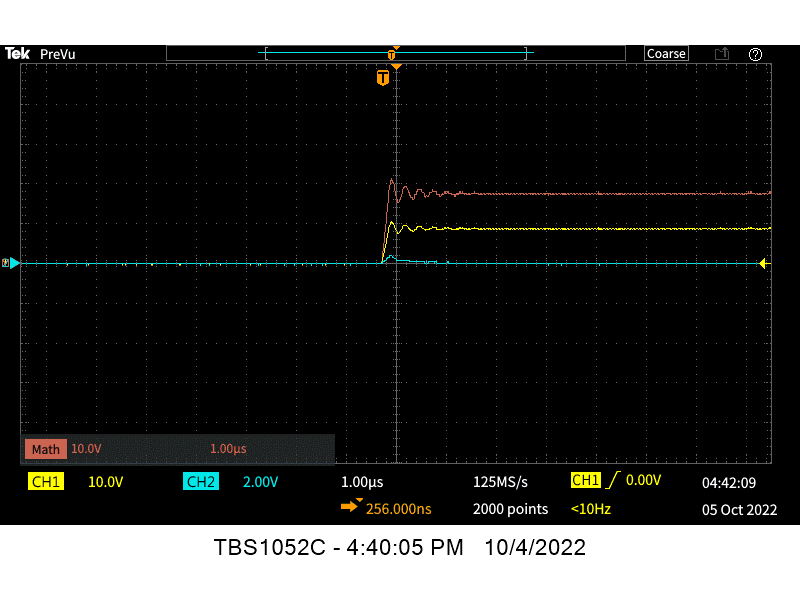 Tek PreVu T Coarse ?
T
Math 10.0V 1.00µs
CH1 10.0V CH2 2.00V 1.00µs 125MS/s CH1 0.00V 04:42:09
256.000ns 2000 points <10Hz 05 Oct 2022
TBS1052C - 4:40:05 PM 10/4/2022